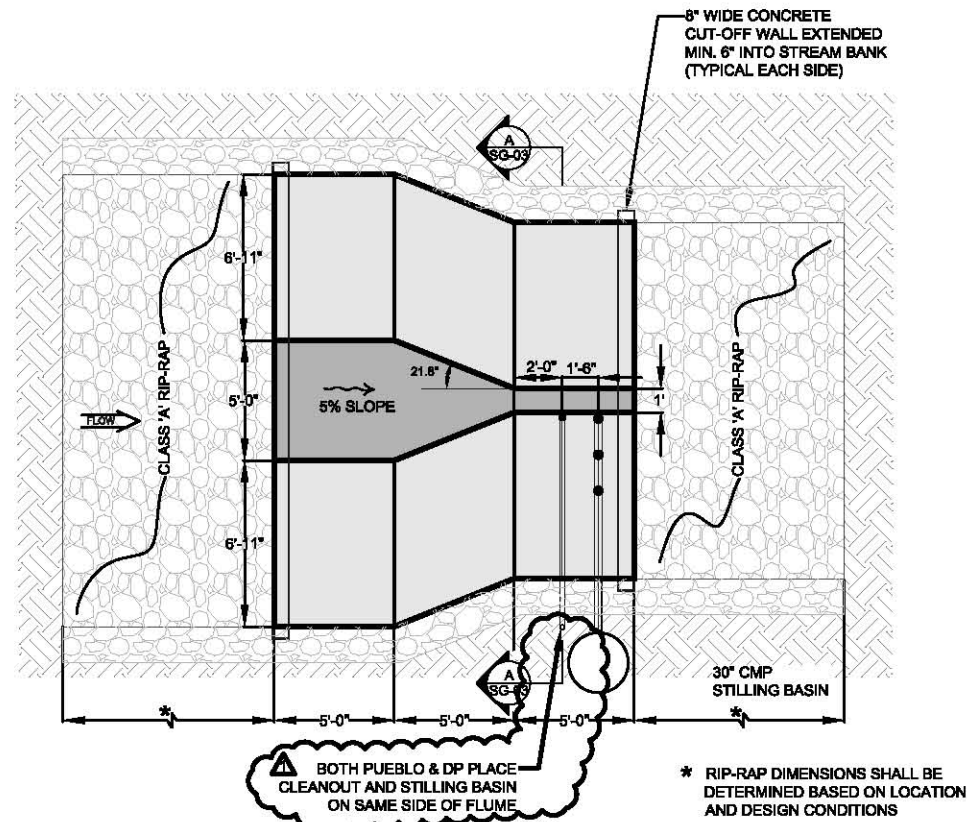 8" WIDE CONCRETE
CUT-OFF WALL EXTENDED
MIN. 6" INTO STREAM BANK
(TYPICAL EACH SIDE)
A
SG-03
6'-11"
CLASS 'A' RIP-RAP
CLASS 'A' RIP-RAP
21.8°
2'-0"
1'-6"
5'-0"
5% SLOPE
1'
FLOW
6'-11"
A
SG-03
30" CMP
STILLING BASIN
*
5'-0"
5'-0"
5'-0"
*
1
BOTH PUEBLO & DP PLACE
CLEANOUT AND STILLING BASIN
ON SAME SIDE OF FLUME
* RIP-RAP DIMENSIONS SHALL BE
DETERMINED BASED ON LOCATION
AND DESIGN CONDITIONS